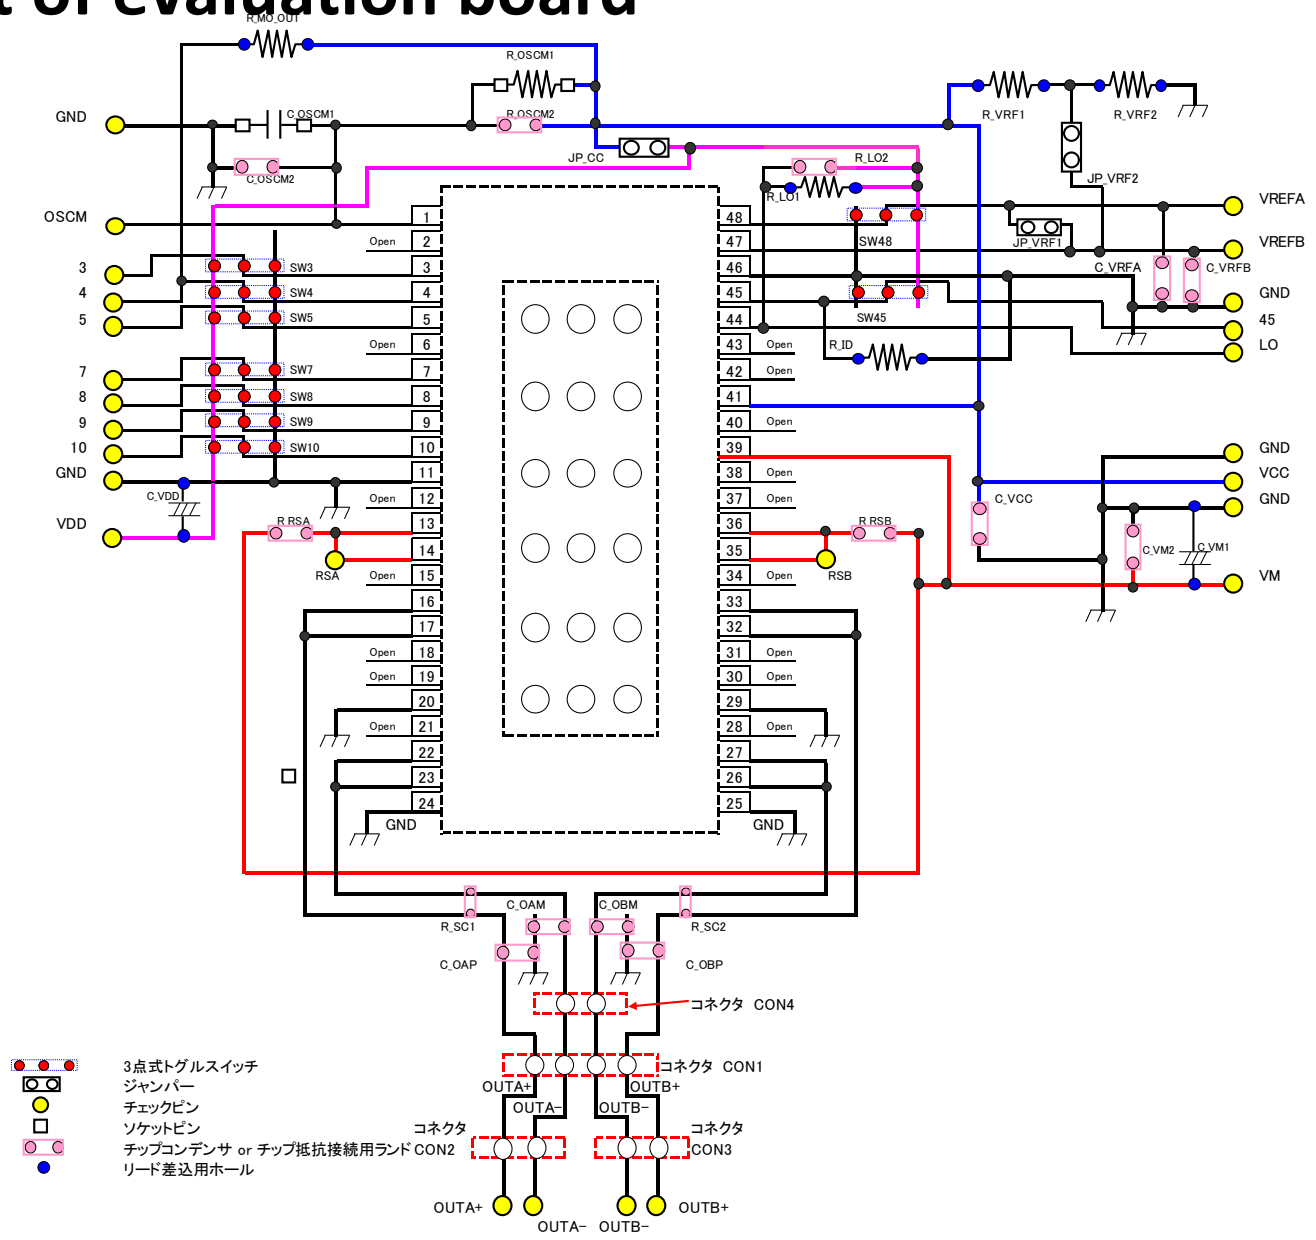 t of evaluation board
R_MO_OUT
R_OSCM1
R_OSCM2
C_OSCM1
C_OSCM2
GND
OSCM
JP_CC
R_LO2
R_LO1
R_VRF1
R_VRF2
JP_VRF2
JP_VRF1
VREFA
VREFB
C_VRFA
C_VRFB
GND
45
LO
SW48
SW45
R_ID
3
4
5
7
8
9
10
GND
VDD
C_VDD
SW3
SW4
SW5
SW7
SW8
SW9
SW10
Open
Open
Open
Open
Open
Open
Open
1
2
3
4
5
6
7
8
9
10
11
12
13
14
15
16
17
18
19
20
21
22
23
24
48
47
46
45
44
43
42
41
40
39
38
37
36
35
34
33
32
31
30
29
28
27
26
25
Open
Open
Open
Open
Open
Open
Open
Open
Open
R_RSA
RSA
R_RSB
RSB
GND
VCC
GND
VM
C_VCC
C_VM2
C_VM1
GND
GND
R_SC1
C_OAM
C_OAP
C_OBM
C_OBP
R_SC2
コネクタ CON4
コネクタ CON1
OUTA+
OUTA-
OUTB-
OUTB+
コネクタ
CON2
コネクタ
CON3
OUTA+
OUTA-
OUTB-
OUTB+
3点式トグルスイッチ
ジャンパー
チェックピン
ソケットピン
チップコンデンサ or チップ抵抗接続用ランド
リード差込用ホール